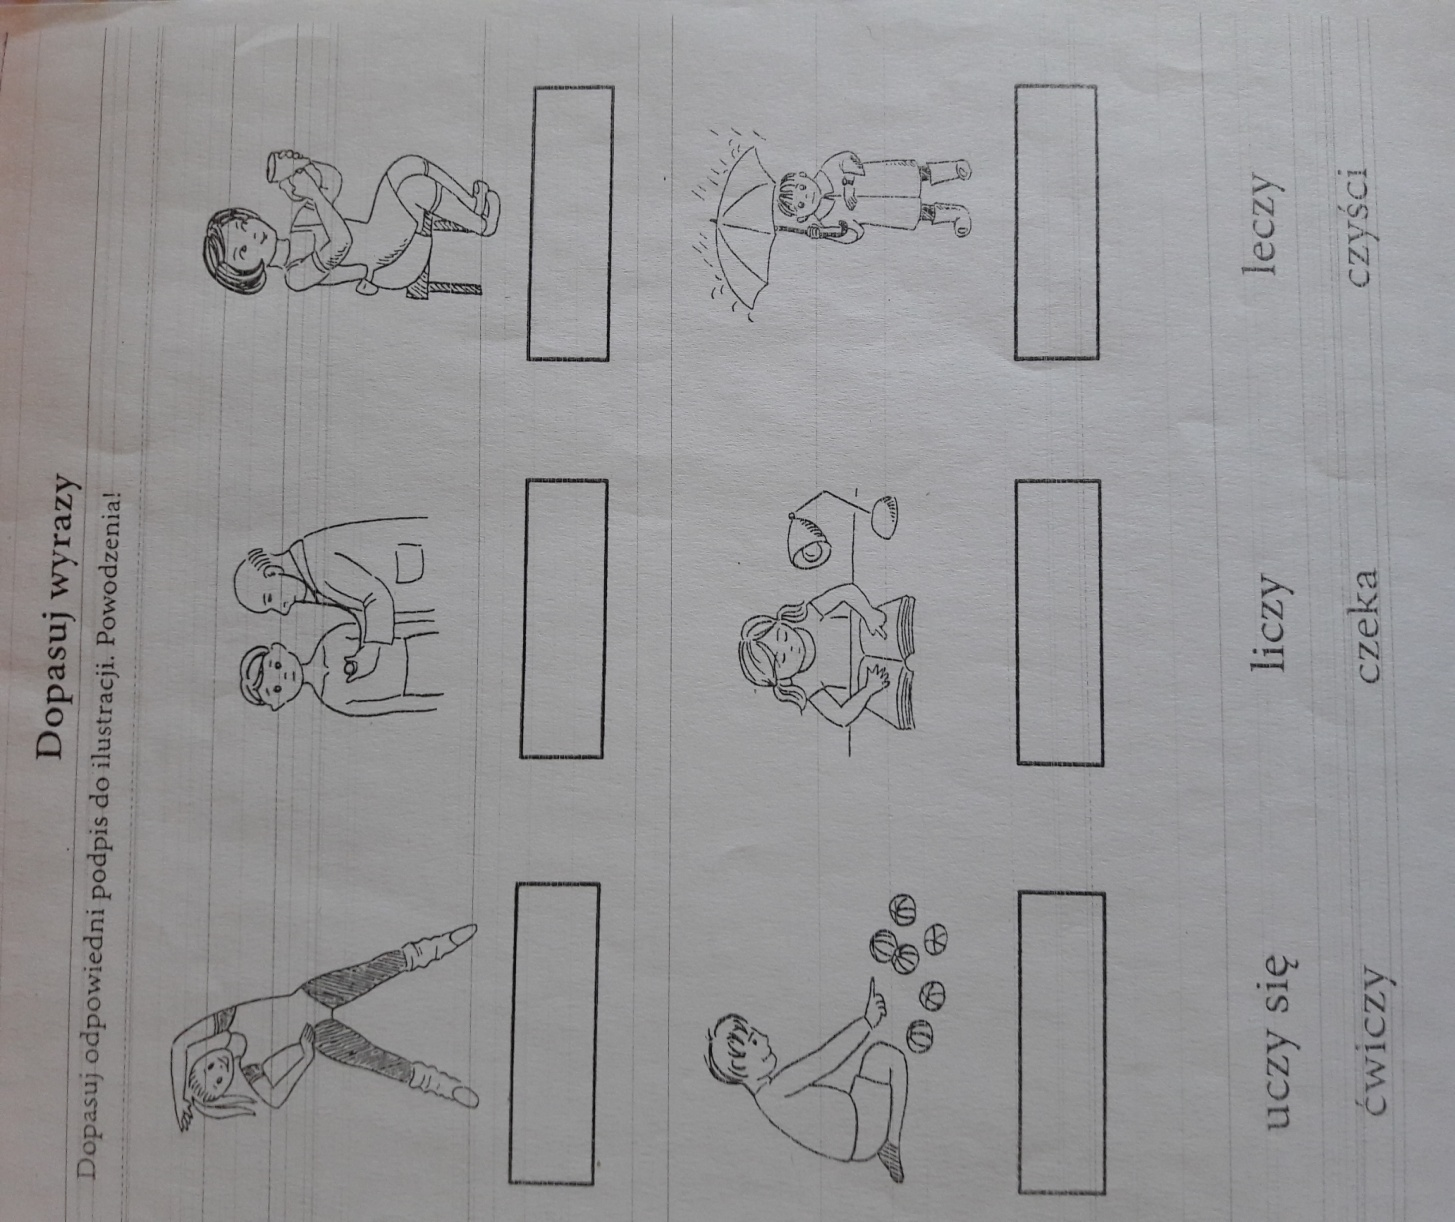 Dopasuj wyrazy
Dopasuj odpowiedni podpis do ilustracji. Powodzenia!
uczy się liczy leczy
ćwiczy czeka czyści